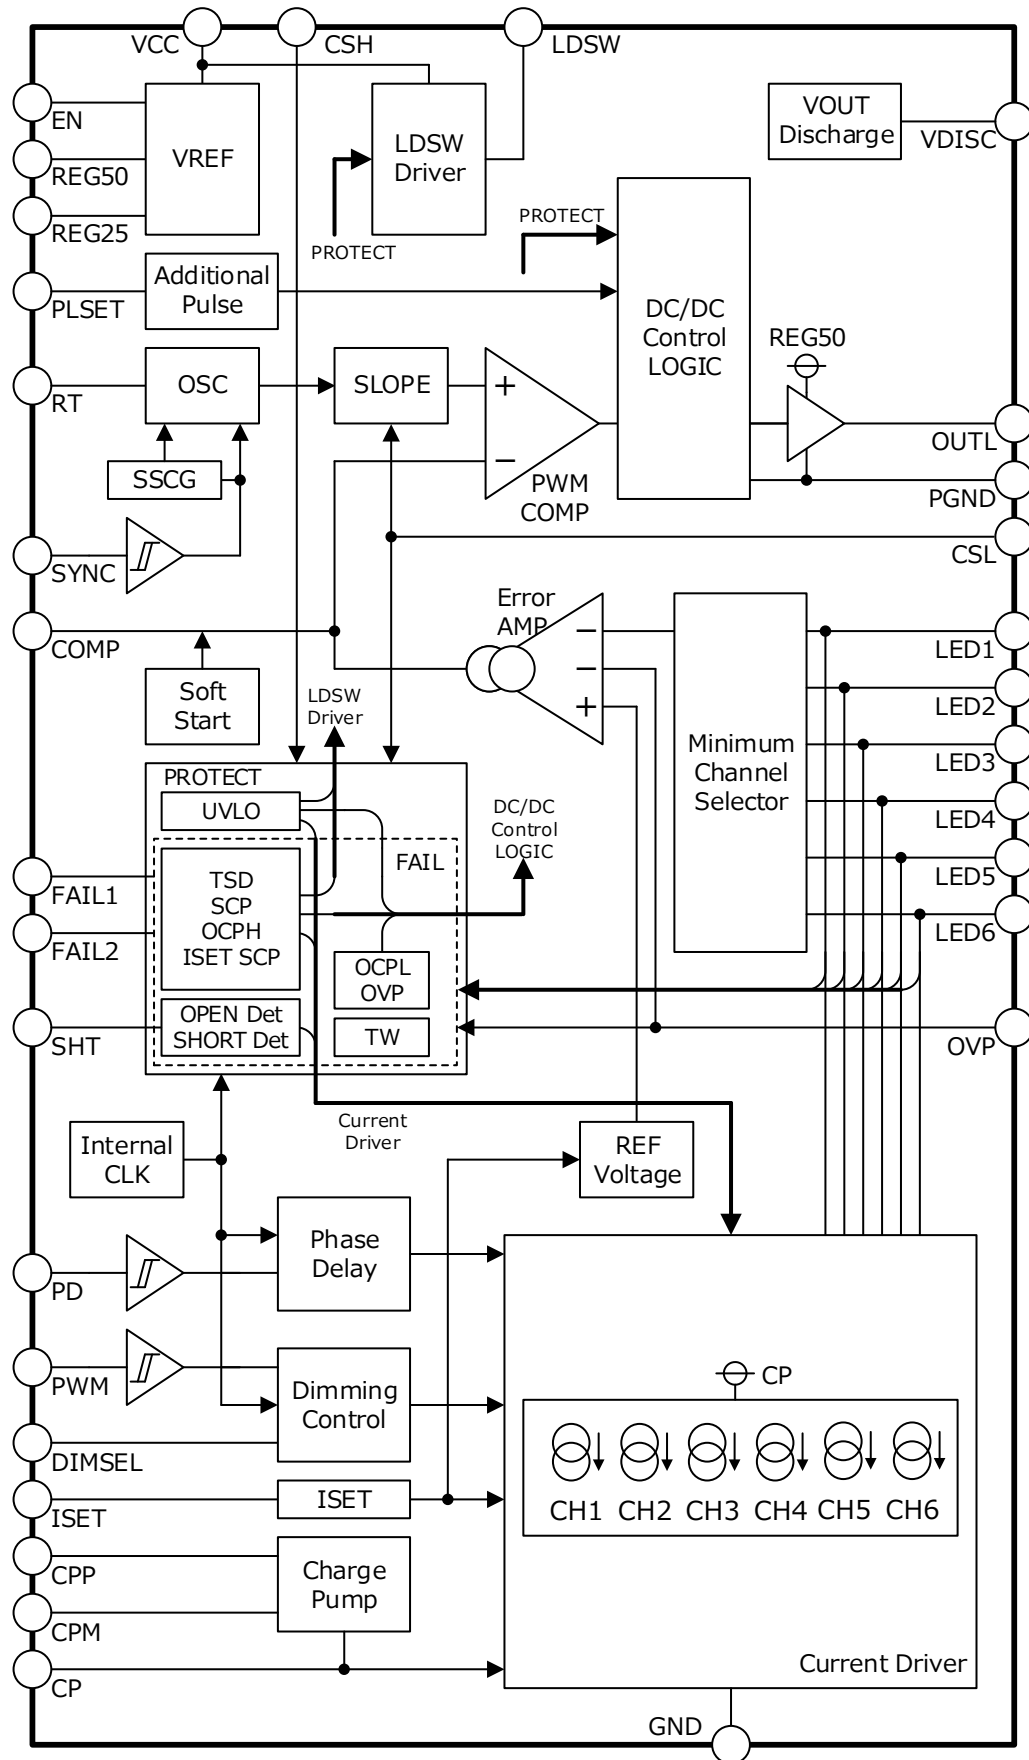 VCC
CSH
LDSW
EN
REG50
REG25
VREF
LDSW
Driver
PROTECT
VOUT
Discharge
VDISC
PROTECT
PLSET
Additional
Pulse
DC/DC
Control
LOGIC
REG50
RT
OSC
SLOPE
+
−
PWM
COMP
OUTL
SSCG
PGND
SYNC
CSL
COMP
Error
AMP
−
−
+
LED1
LED2
LED3
LED4
LED5
LED6
Soft
Start
LDSW
Driver
Minimum
Channel
Selector
PROTECT
UVLO
DC/DC
Control
LOGIC
FAIL
FAIL1
FAIL2
TSD
SCP
OCPH
ISET SCP
OCPL
OVP
SHT
OPEN Det
SHORT Det
TW
OVP
Current
Driver
Internal
CLK
REF
Voltage
Phase
Delay
PD
PWM
Dimming
Control
CP
DIMSEL
ISET
ISET
CH1
CH2
CH3
CH4
CH5
CH6
CPP
Charge
Pump
CPM
CP
Current Driver
GND